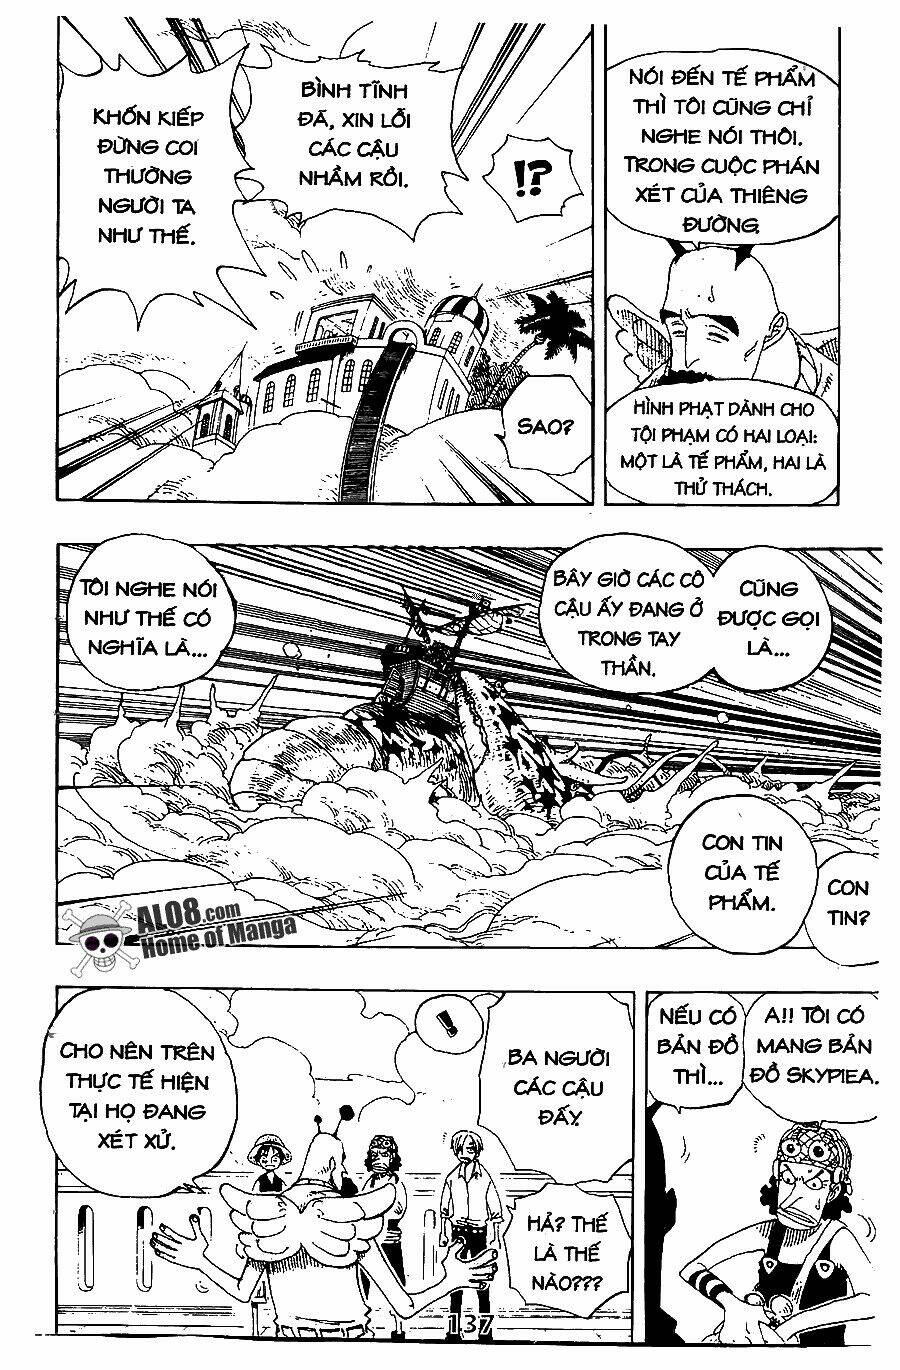 KHỐN KIẾP
ĐỪNG COI
THƯỜNG
NGƯỜI TA
NHƯ THẾ.
BÌNH TĨNH
ĐÃ, XIN LỖI
CÁC CẬU
NHẦM RỒI.
!?
SAO?
NÓI ĐẾN TẾ PHẨM
THÌ TÔI CŨNG CHỈ
NGHE NÓI THÔI.
TRONG CUỘC PHÁN
XÉT CỦA THIÊNG
ĐƯỜNG.
HÌNH PHẠT DÀNH CHO
TỘI PHẠM CÓ HAI LOẠI:
MỘT LÀ TẾ PHẨM, HAI LÀ
THỬ THÁCH.
TÔI NGHE NÓI
NHƯ THẾ CÓ
NGHĨA LÀ...
BÂY GIỜ CÁC CÔ
CẬU ẤY ĐANG Ở
TRONG TAY
THẦN.
CŨNG
ĐƯỢC GỌI
LÀ...
CON TIN
CỦA TẾ
PHẨM.
CON
TIN?
AL08.com
Home of Manga
CHO NÊN TRÊN
THỰC TẾ HIỆN
TẠI HỌ ĐANG
XÉT XỬ.
!
BA NGƯỜI
CÁC CẬU
ĐẤY.
HẢ? THẾ
LÀ THẾ
NÀO???
NẾU CÓ
BẢN ĐỒ
THÌ...
A!! TÔI CÓ
MANG BẢN
ĐỒ SKYPIEA.
137